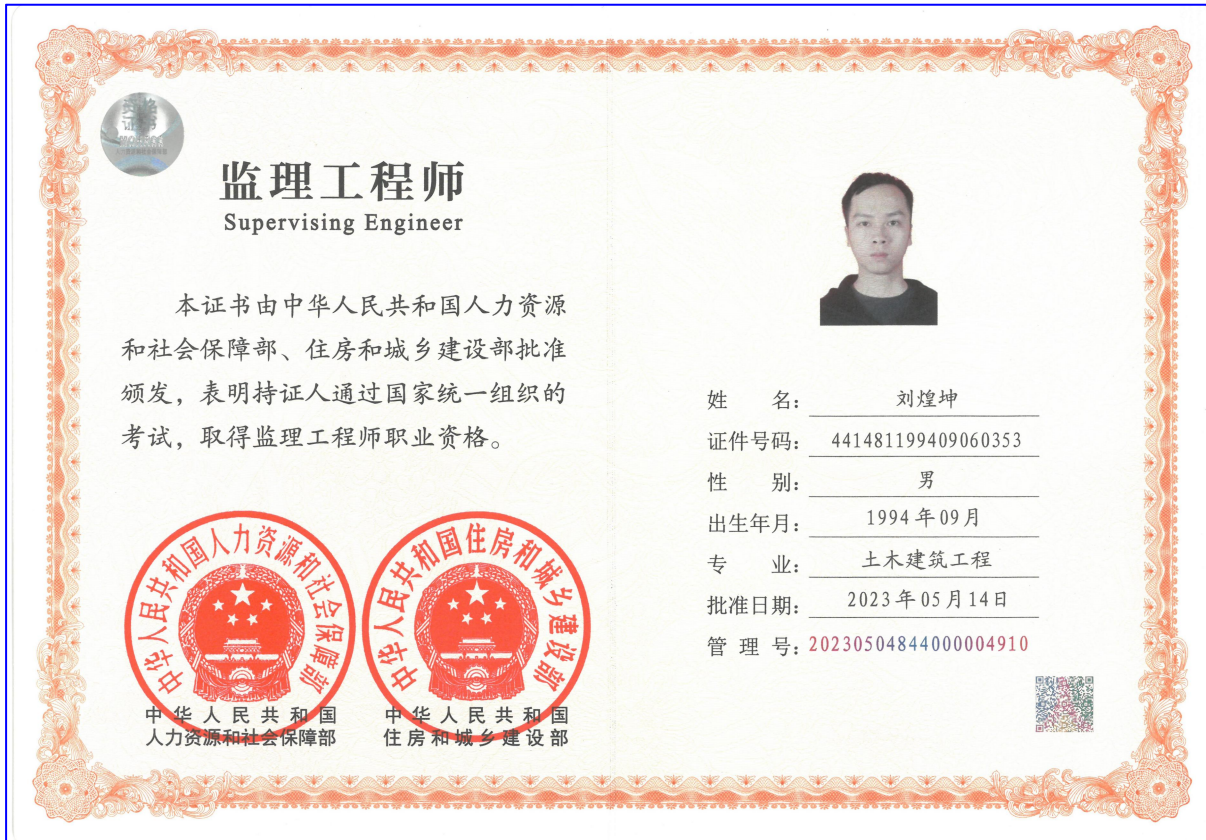 监理工程师
Supervising Engineer
本证书由中华人民共和国人力资源
和社会保障部、住房和城乡建设部批准
颁发，表明持证人通过国家统一组织的
考试，取得监理工程师职业资格。
中华人民共和国人力资源和社会保障部
中华人民共和国
人力资源和社会保障部
中华人民共和国住房和城乡建设部
中华人民共和国
住房和城乡建设部
姓 名： 刘煌坤
证件号码： 441481199409060353
性 别： 男
出生年月： 1994年09月
专 业： 土木建筑工程
批准日期： 2023年05月14日
管 理 号： 20230504844000004910